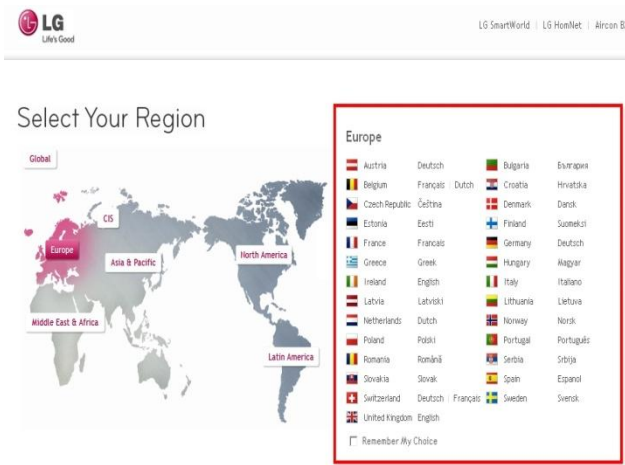 LG
Life's Good
LG SmartWorld | LG HomNet | Aircon B
Select Your Region
Global
CIS
Europe
Asia & Pacific
North America
Middle East & Africa
Latin America
Europe
Austria Deutsch Bulgaria България
Belgium Français | Dutch Croatia Hrvatska
Czech Republic Čeština Denmark Dansk
Estonia Eesti Finland Suomeksi
France Francais Germany Deutsch
Greece Greek Hungary Magyar
Ireland English Italy Italiano
Latvia Latviski Lithuania Lietuva
Netherlands Dutch Norway Norsk
Poland Polski Portugal Português
Romania Română Serbia Srbija
Slovakia Slovak Spain Espanol
Switzerland Deutsch | Français Sweden Svensk
United Kingdom English
Remember My Choice